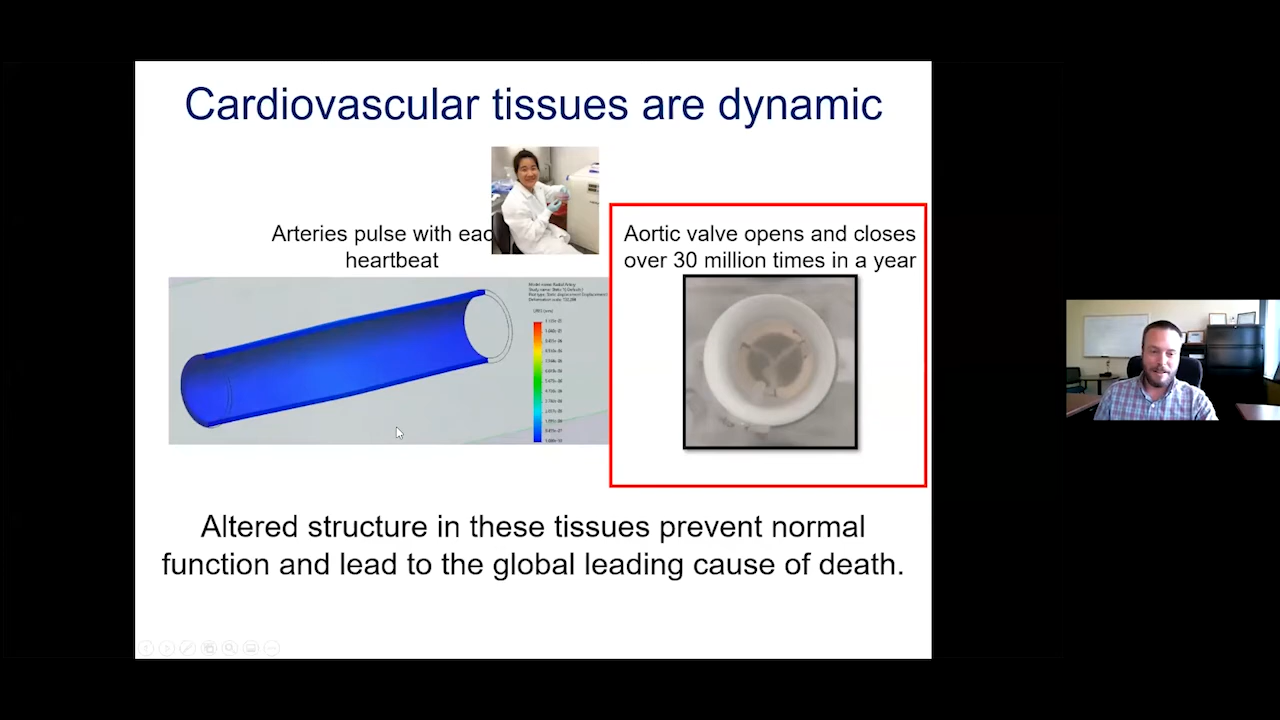 Cardiovascular tissues are dynamic
Arteries pulse with eac
heartbeat
Aortic valve opens and closes
over 30 million times in a year
Altered structure in these tissues prevent normal
function and lead to the global leading cause of death.